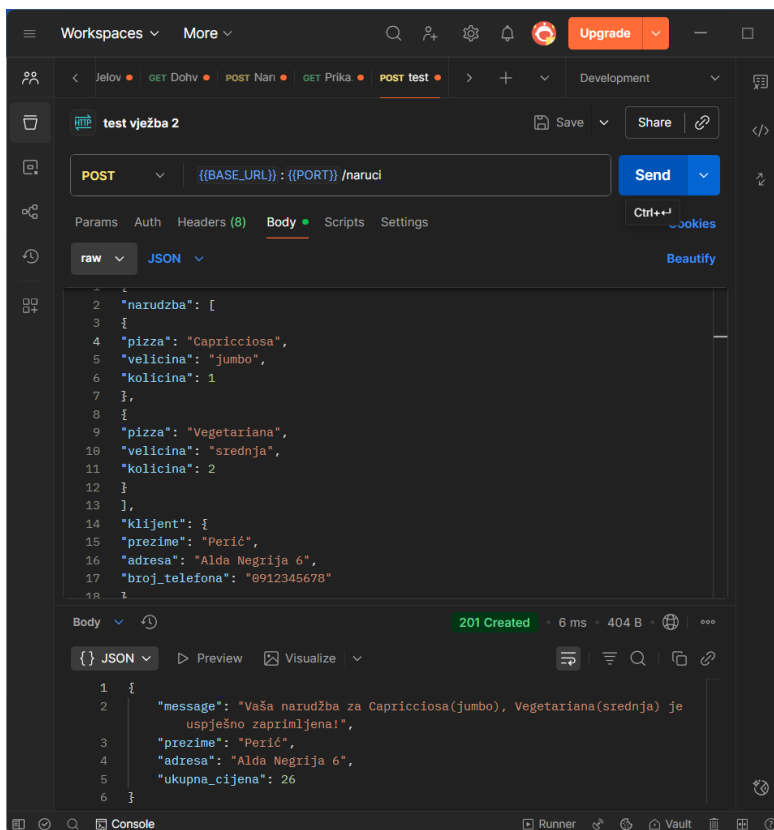 Workspaces More Upgrade
Jelov GET Dohv POST Naru GET Prika POST test Development
HTTP test vježba 2 Save Share
POST {{BASE_URL}} : {{PORT}} /naruci Send
Ctrl+↵
Params Auth Headers (8) Body Scripts Settings Cookies
raw JSON Beautify
1 {
2 "narudzba": [
3 {
4 "pizza": "Capricciosa",
5 "velicina": "jumbo",
6 "kolicina": 1
7 },
8 {
9 "pizza": "Vegetariana",
10 "velicina": "srednja",
11 "kolicina": 2
12 }
13 ],
14 "klijent": {
15 "prezime": "Perić",
16 "adresa": "Alda Negrija 6",
17 "broj_telefona": "0912345678"
18 }
Body 201 Created 6 ms 404 B
{} JSON Preview Visualize
1 {
2 "message": "Vaša narudžba za Capricciosa(jumbo), Vegetariana(srednja) je
uspješno zaprimljena!",
3 "prezime": "Perić",
4 "adresa": "Alda Negrija 6",
5 "ukupna_cijena": 26
6 }
Console Runner Vault